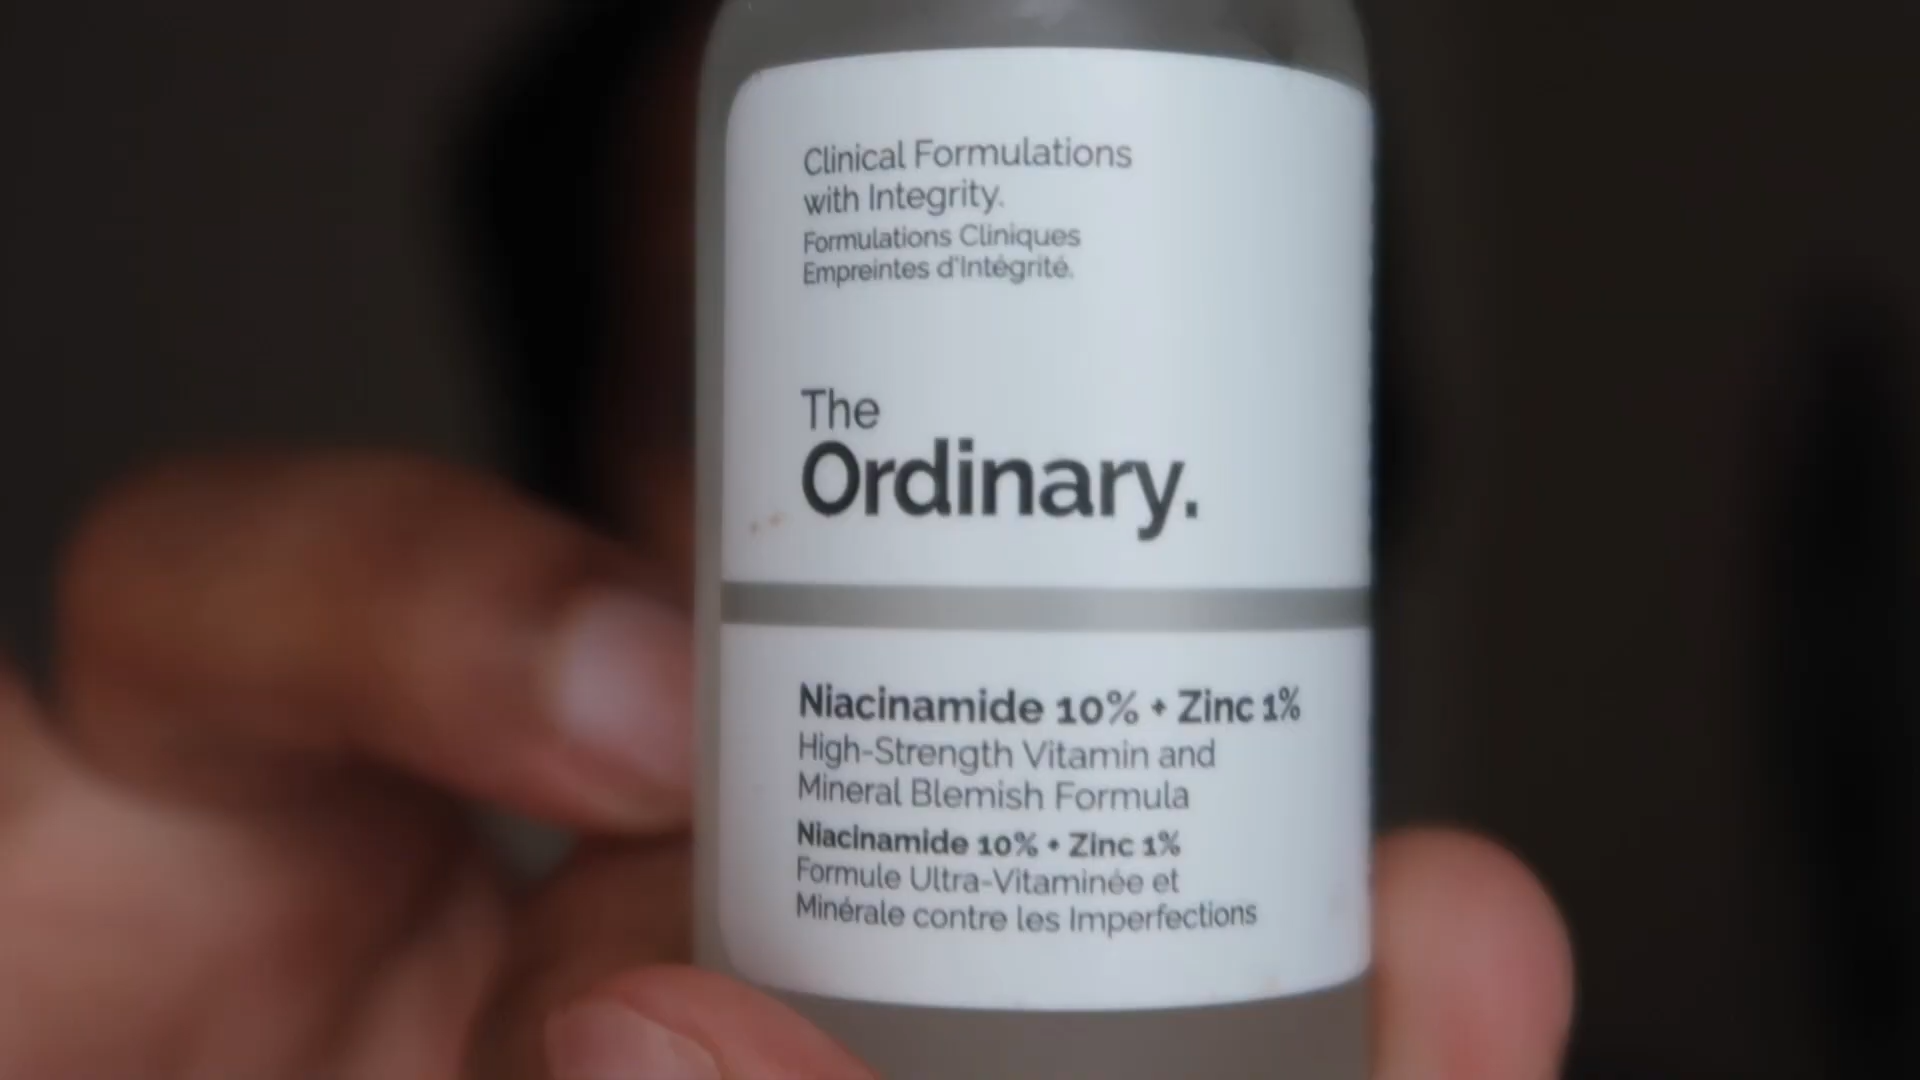 Clinical Formulations
with Integrity.
Formulations Cliniques
Empreintes d'Intégrité.
The
Ordinary.
Niacinamide 10% + Zinc 1%
High-Strength Vitamin and
Mineral Blemish Formula
Niacinamide 10% + Zinc 1%
Formule Ultra-Vitaminée et
Minérale contre les Imperfections